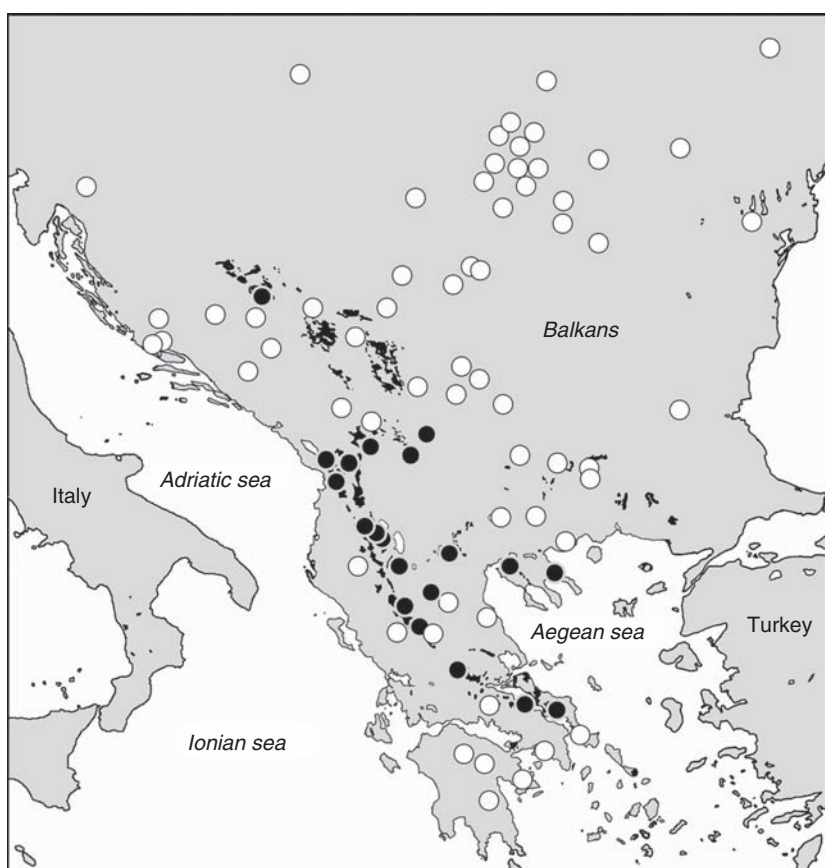 Balkans
Adriatic sea
Italy
Aegean sea
Turkey
Ionian sea